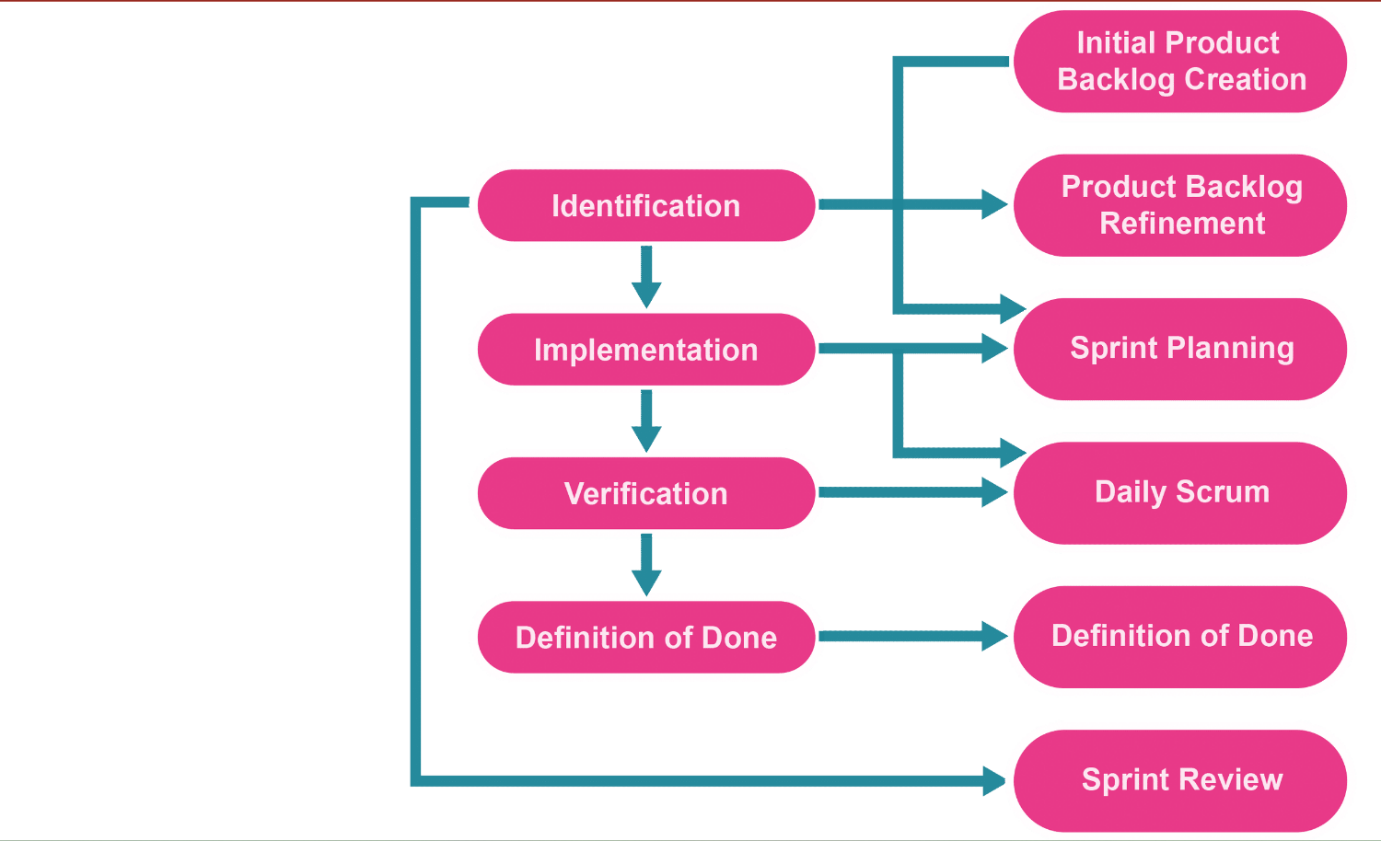 Initial Product
Backlog Creation
Identification
Product Backlog
Refinement
Implementation
Sprint Planning
Verification
Daily Scrum
Definition of Done
Definition of Done
Sprint Review